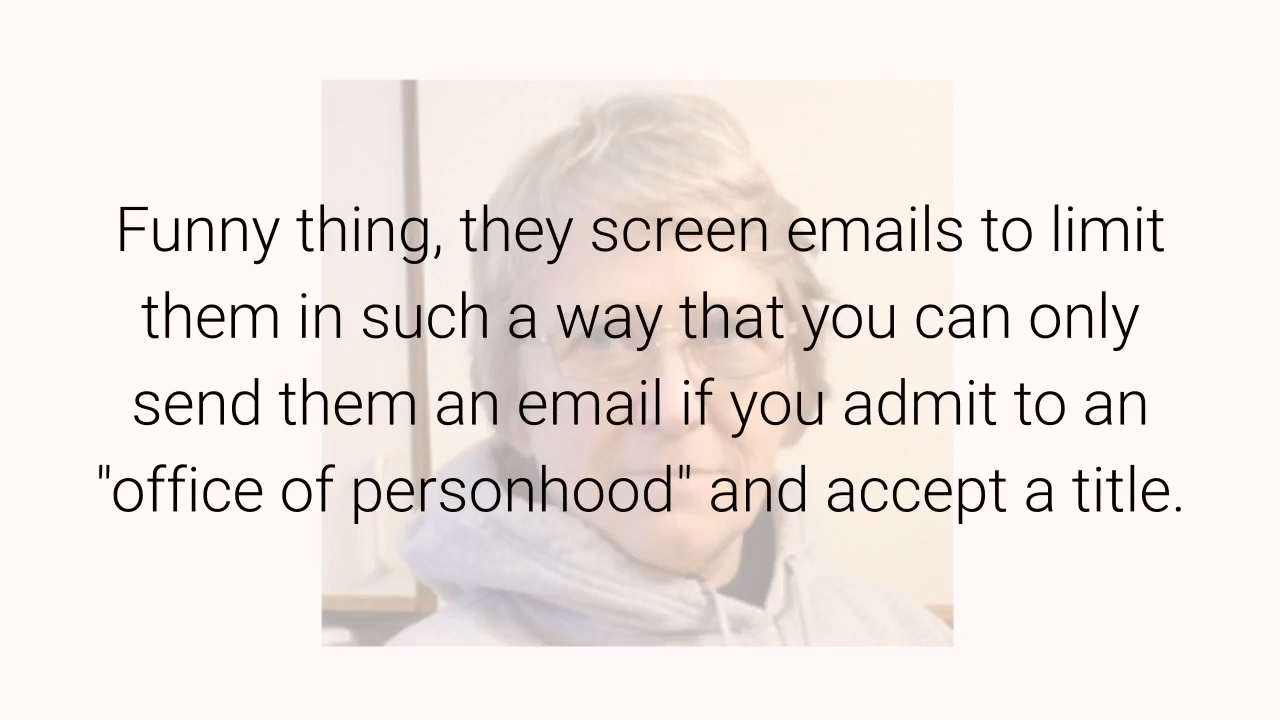 Funny thing, they screen emails to limit
them in such a way that you can only
send them an email if you admit to an
"office of personhood" and accept a title.